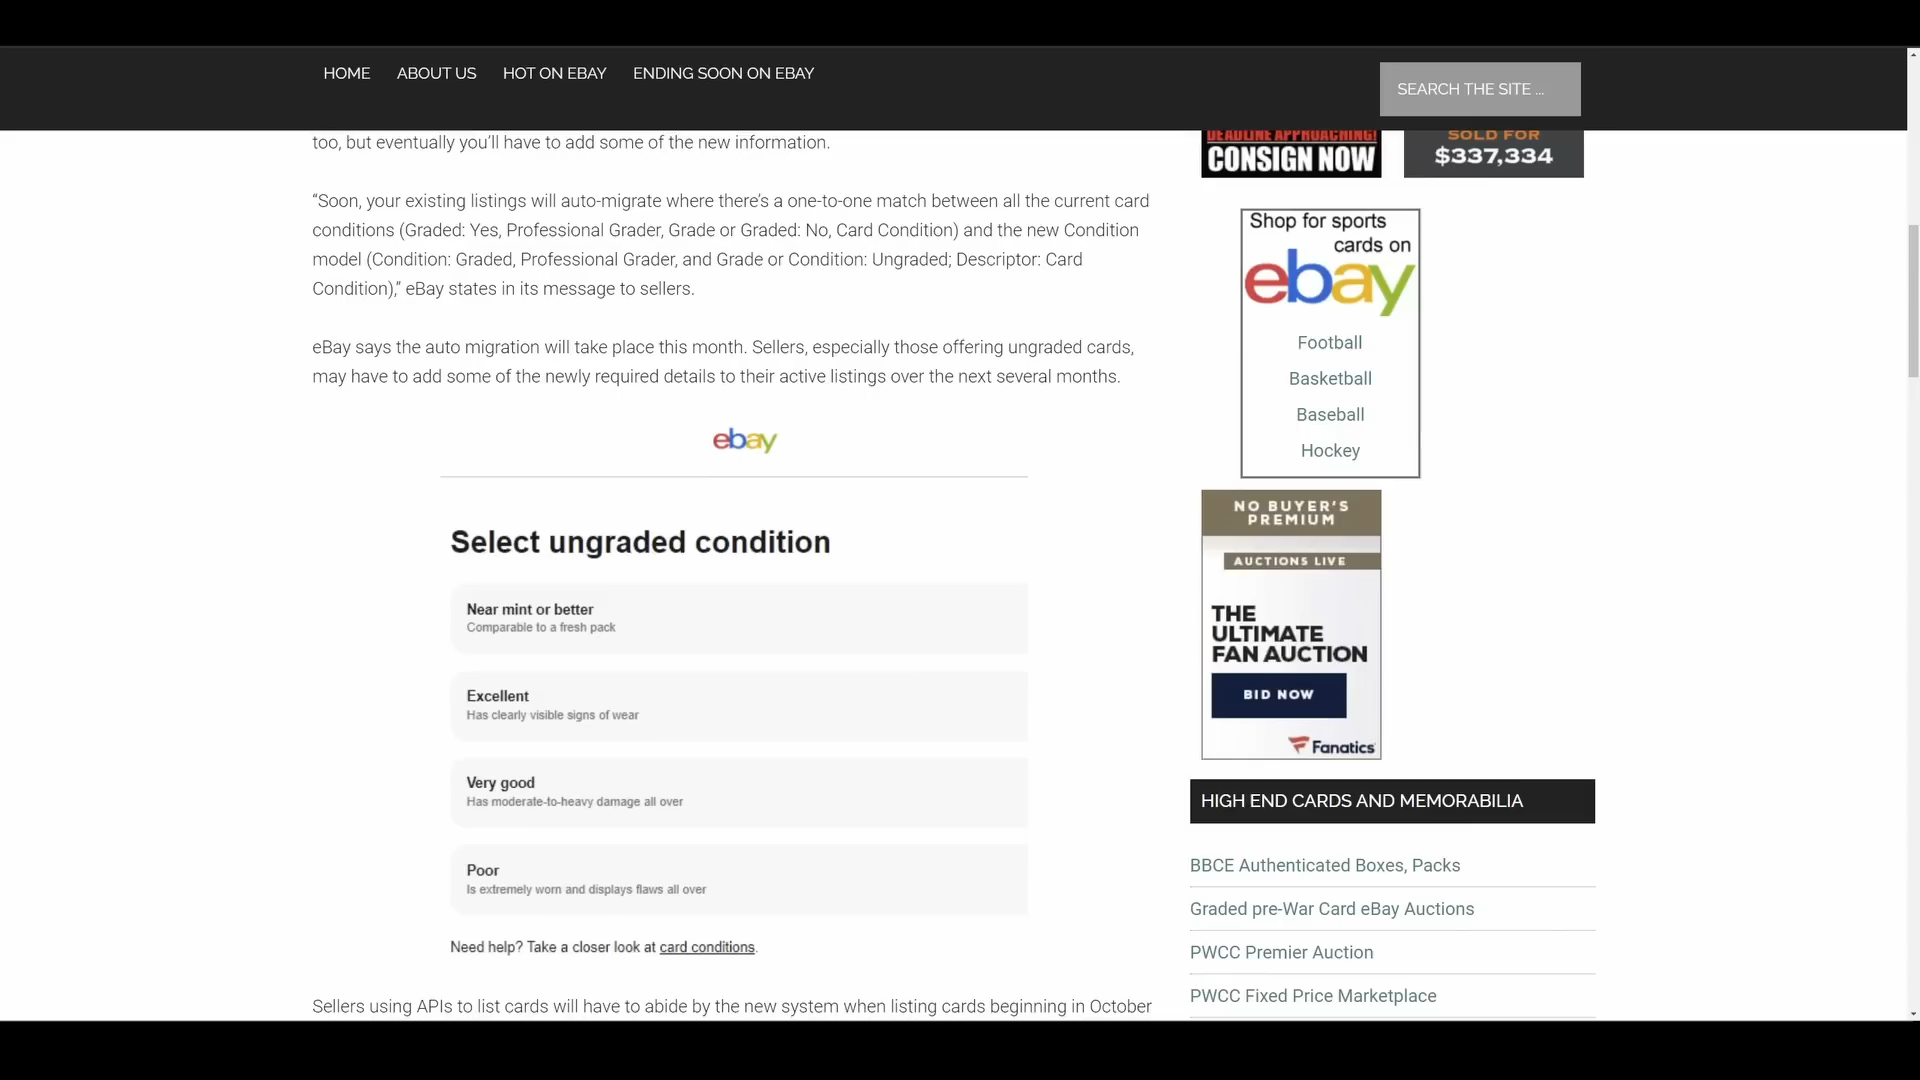 HOME ABOUT US HOT ON EBAY ENDING SOON ON EBAY
SEARCH THE SITE ...
too, but eventually you’ll have to add some of the new information.
“Soon, your existing listings will auto-migrate where there’s a one-to-one match between all the current card
conditions (Graded: Yes, Professional Grader, Grade or Graded: No, Card Condition) and the new Condition
model (Condition: Graded, Professional Grader, and Grade or Condition: Ungraded; Descriptor: Card
Condition),” eBay states in its message to sellers.
eBay says the auto migration will take place this month. Sellers, especially those offering ungraded cards,
may have to add some of the newly required details to their active listings over the next several months.
ebay
Select ungraded condition
Near mint or better
Comparable to a fresh pack
Excellent
Has clearly visible signs of wear
Very good
Has moderate-to-heavy damage all over
Poor
Is extremely worn and displays flaws all over
Need help? Take a closer look at card conditions.
Sellers using APIs to list cards will have to abide by the new system when listing cards beginning in October
DEADLINE APPROACHING!
CONSIGN NOW
SOLD FOR
$337,334
Shop for sports
cards on
ebay
Football
Basketball
Baseball
Hockey
NO BUYER'S
PREMIUM
AUCTIONS LIVE
THE
ULTIMATE
FAN AUCTION
BID NOW
Fanatics
HIGH END CARDS AND MEMORABILIA
BBCE Authenticated Boxes, Packs
Graded pre-War Card eBay Auctions
PWCC Premier Auction
PWCC Fixed Price Marketplace